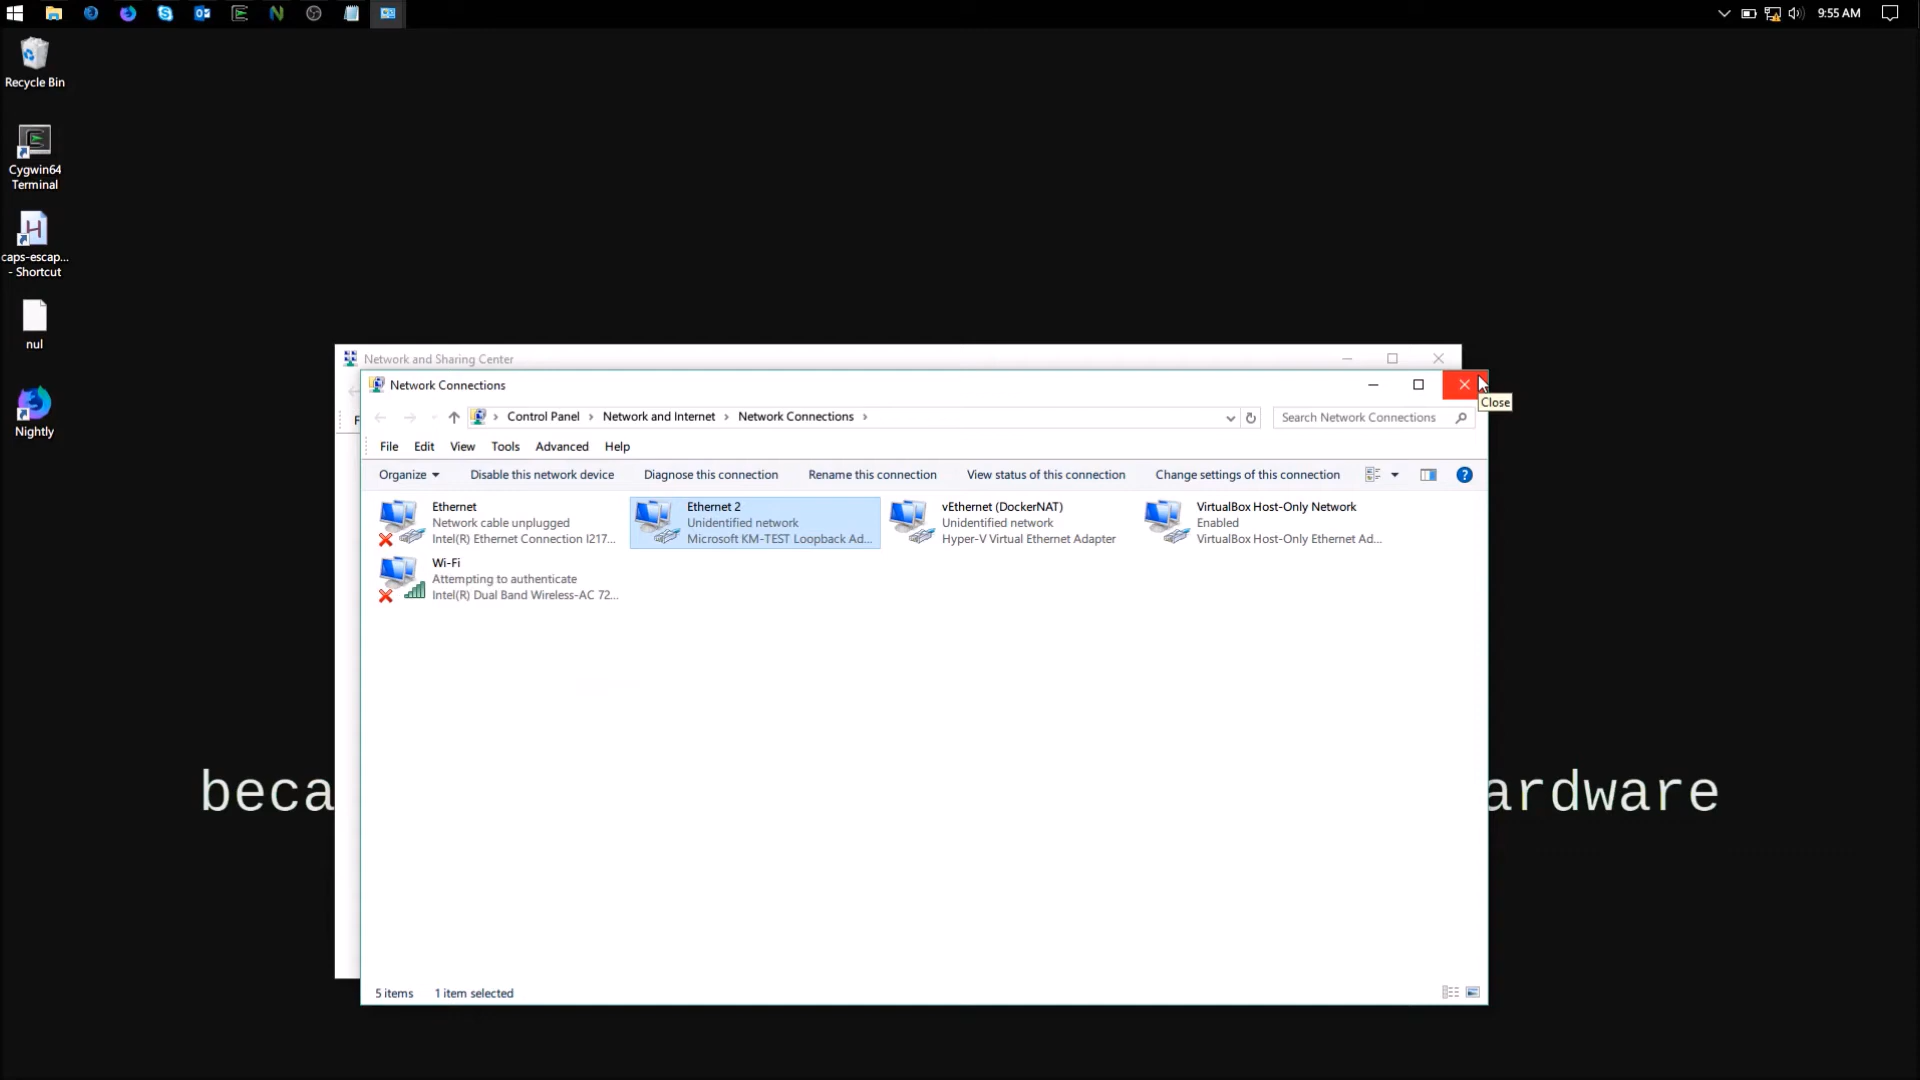 9:55 AM
Recycle Bin
Cygwin64
Terminal
caps-escap...
- Shortcut
nul
Nightly
Network and Sharing Center
Network Connections
Close
Control Panel > Network and Internet > Network Connections >
Search Network Connections
File Edit View Tools Advanced Help
Organize Disable this network device Diagnose this connection Rename this connection View status of this connection Change settings of this connection
Ethernet
Network cable unplugged
Intel(R) Ethernet Connection I217...
Ethernet 2
Unidentified network
Microsoft KM-TEST Loopback Ad...
vEthernet (DockerNAT)
Unidentified network
Hyper-V Virtual Ethernet Adapter
VirtualBox Host-Only Network
Enabled
VirtualBox Host-Only Ethernet Ad...
Wi-Fi
Attempting to authenticate
Intel(R) Dual Band Wireless-AC 72...
beca
ardware
5 items 1 item selected